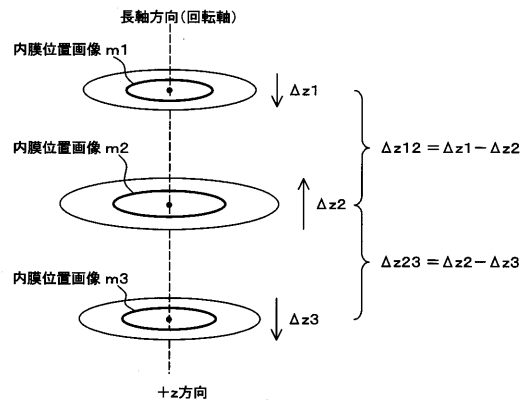 長軸方向(回転軸)
内膜位置画像 m1
Δz1
Δz12 =Δz1-Δz2
内膜位置画像 m2
Δz2
Δz23 =Δz2-Δz3
内膜位置画像 m3
Δz3
+z方向